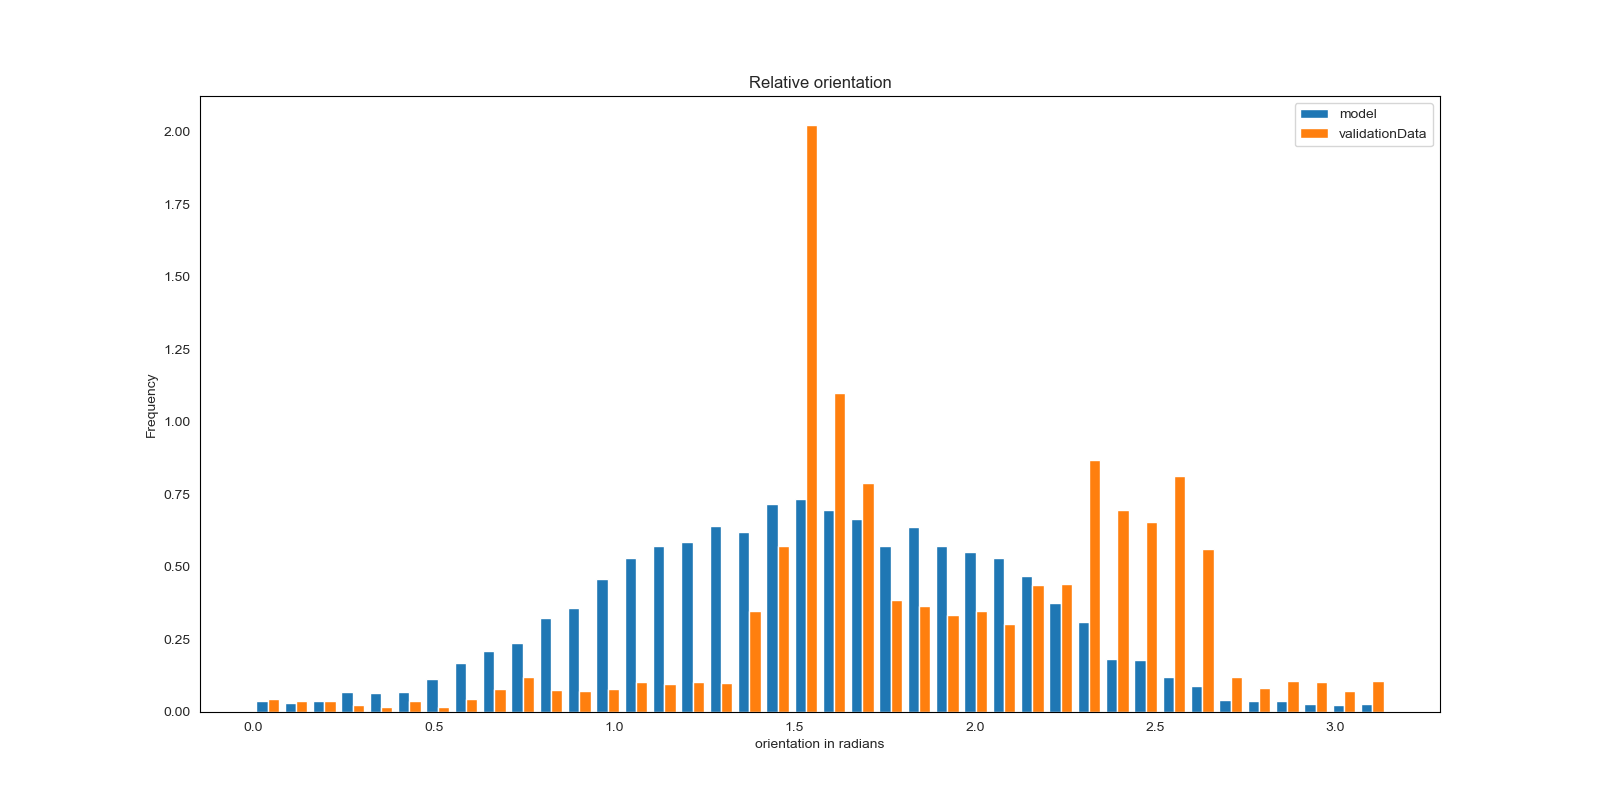 Relative orientation
model
validationData
Frequency
2.00
1.75
1.50
1.25
1.00
0.75
0.50
0.25
0.00
0.0 0.5 1.0 1.5 2.0 2.5 3.0
orientation in radians